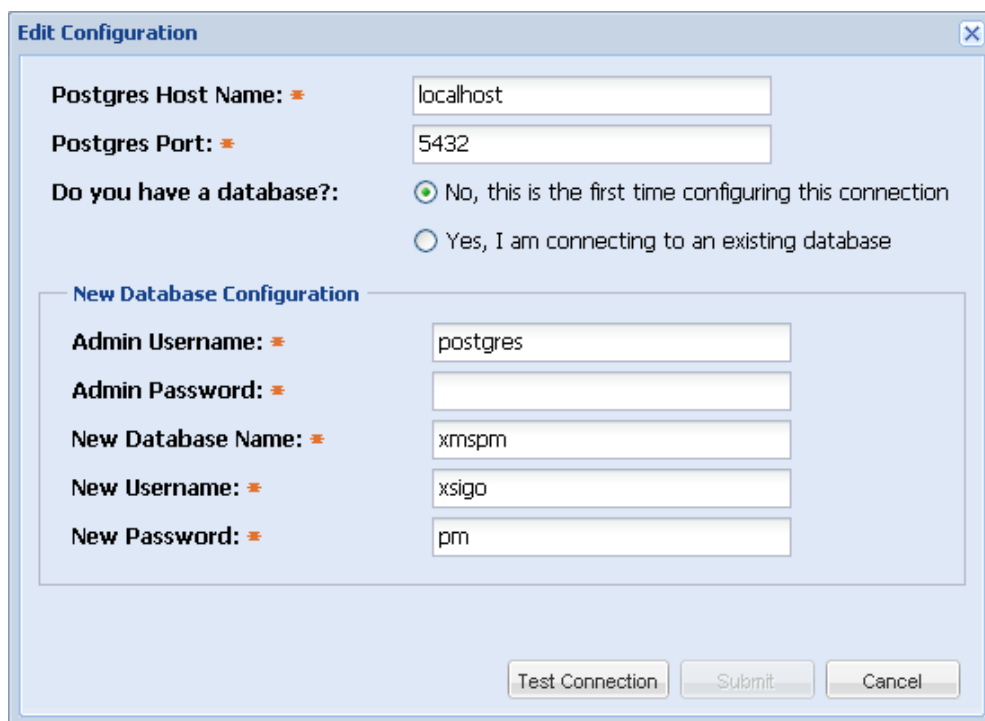 Edit Configuration
Postgres Host Name: * localhost
Postgres Port: * 5432
Do you have a database?: No, this is the first time configuring this connection
Yes, I am connecting to an existing database
New Database Configuration
Admin Username: * postgres
Admin Password: *
New Database Name: * xmspm
New Username: * xsigo
New Password: * pm
Test Connection Submit Cancel